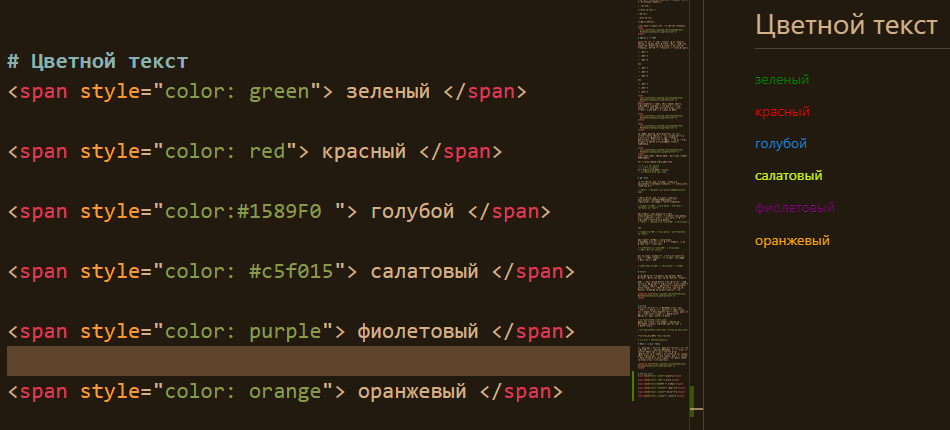 # Цветной текст
<span style="color: green"> зеленый </span>
<span style="color: red"> красный </span>
<span style="color:#1589F0 "> голубой </span>
<span style="color: #c5f015"> салатовый </span>
<span style="color: purple"> фиолетовый </span>
<span style="color: orange"> оранжевый </span>
Цветной текст
зеленый
красный
голубой
салатовый
фиолетовый
оранжевый